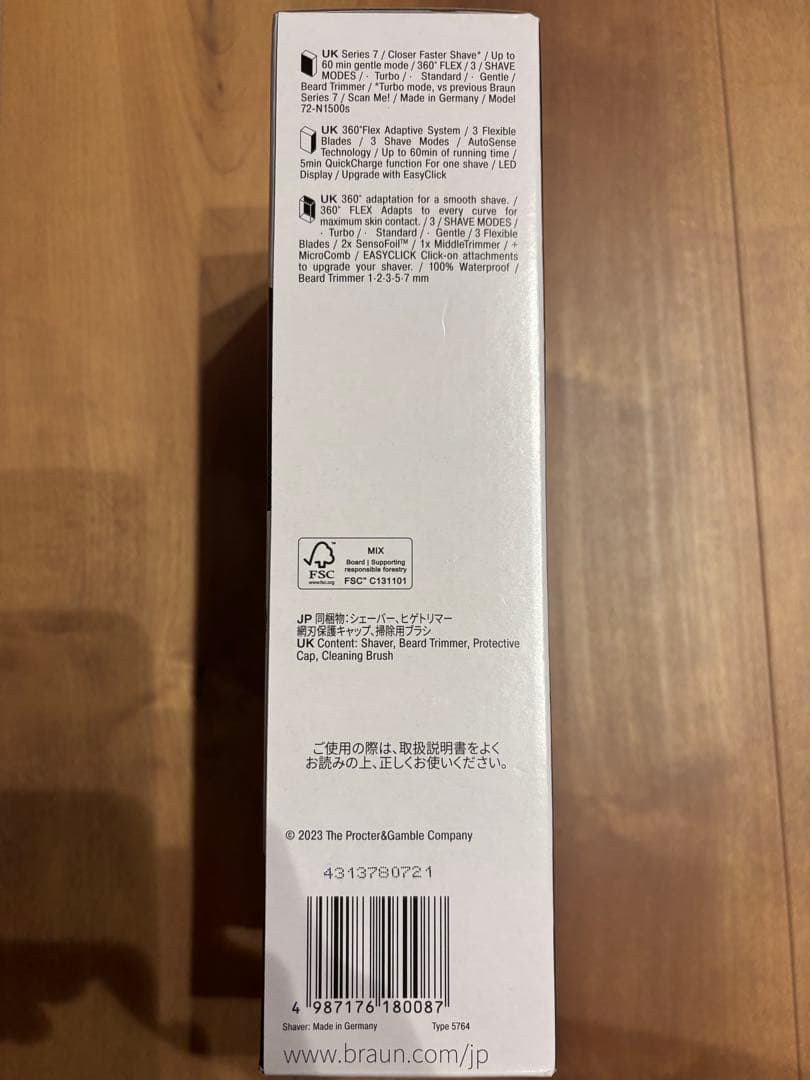 UK Series 7 / Closer Faster Shave* / Up to
60 min gentle mode / 360° FLEX / 3 / SHAVE
MODES / · Turbo / · Standard / · Gentle /
Beard Trimmer / *Turbo mode, vs previous Braun
Series 7 / Scan Me! / Made in Germany / Model
72-N1500s
UK 360°Flex Adaptive System / 3 Flexible
Blades / 3 Shave Modes / AutoSense
Technology / Up to 60min of running time /
5min QuickCharge function For one shave / LED
Display / Upgrade with EasyClick
UK 360° adaptation for a smooth shave. /
360° FLEX Adapts to every curve for
maximum skin contact. / 3 / SHAVE MODES /
· Turbo / · Standard / · Gentle / 3 Flexible
Blades / 2x SensoFoil™ / 1x MiddleTrimmer / +
MicroComb / EASYCLICK Click-on attachments
to upgrade your shaver. / 100% Waterproof /
Beard Trimmer 1-2-3-5-7 mm
FSC
www.fsc.org
MIX
Board | Supporting
responsible forestry
FSC™ C131101
JP 同梱物：シェーバー、ヒゲトリマー
網刃保護キャップ、掃除用ブラシ
UK Content: Shaver, Beard Trimmer, Protective
Cap, Cleaning Brush
ご使用の際は、取扱説明書をよく
お読みの上、正しくお使いください。
© 2023 The Procter&Gamble Company
4313780721
4 987176 180087
Shaver: Made in Germany Type 5764
www.braun.com/jp